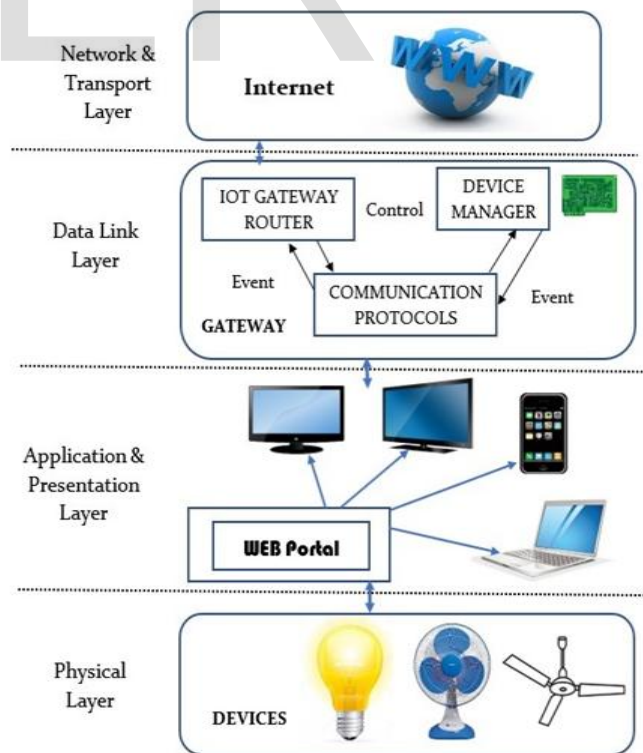 Network &
Transport
Layer
Internet
WWW
Data Link
Layer
IOT GATEWAY
ROUTER
Control
DEVICE
MANAGER
Event
COMMUNICATION
PROTOCOLS
Event
GATEWAY
Application &
Presentation
Layer
WEB Portal
Physical
Layer
DEVICES